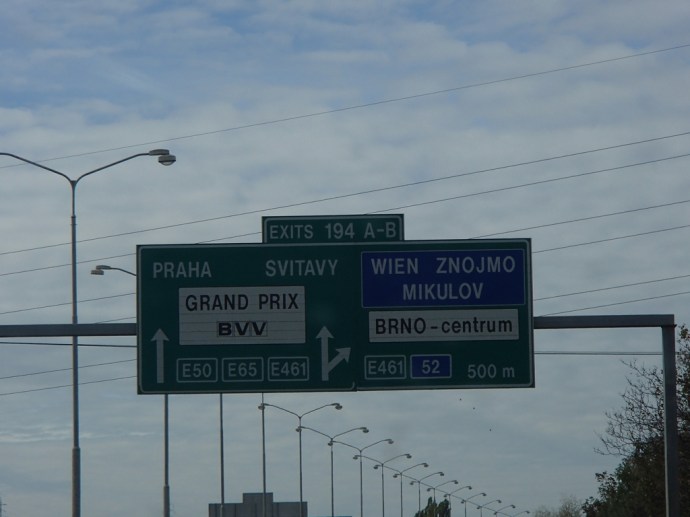 EXITS 194 A-B
PRAHA SVITAVY
GRAND PRIX
BVV
E50 E65 E461
WIEN ZNOJMO
MIKULOV
BRNO-centrum
E461 52 500 m